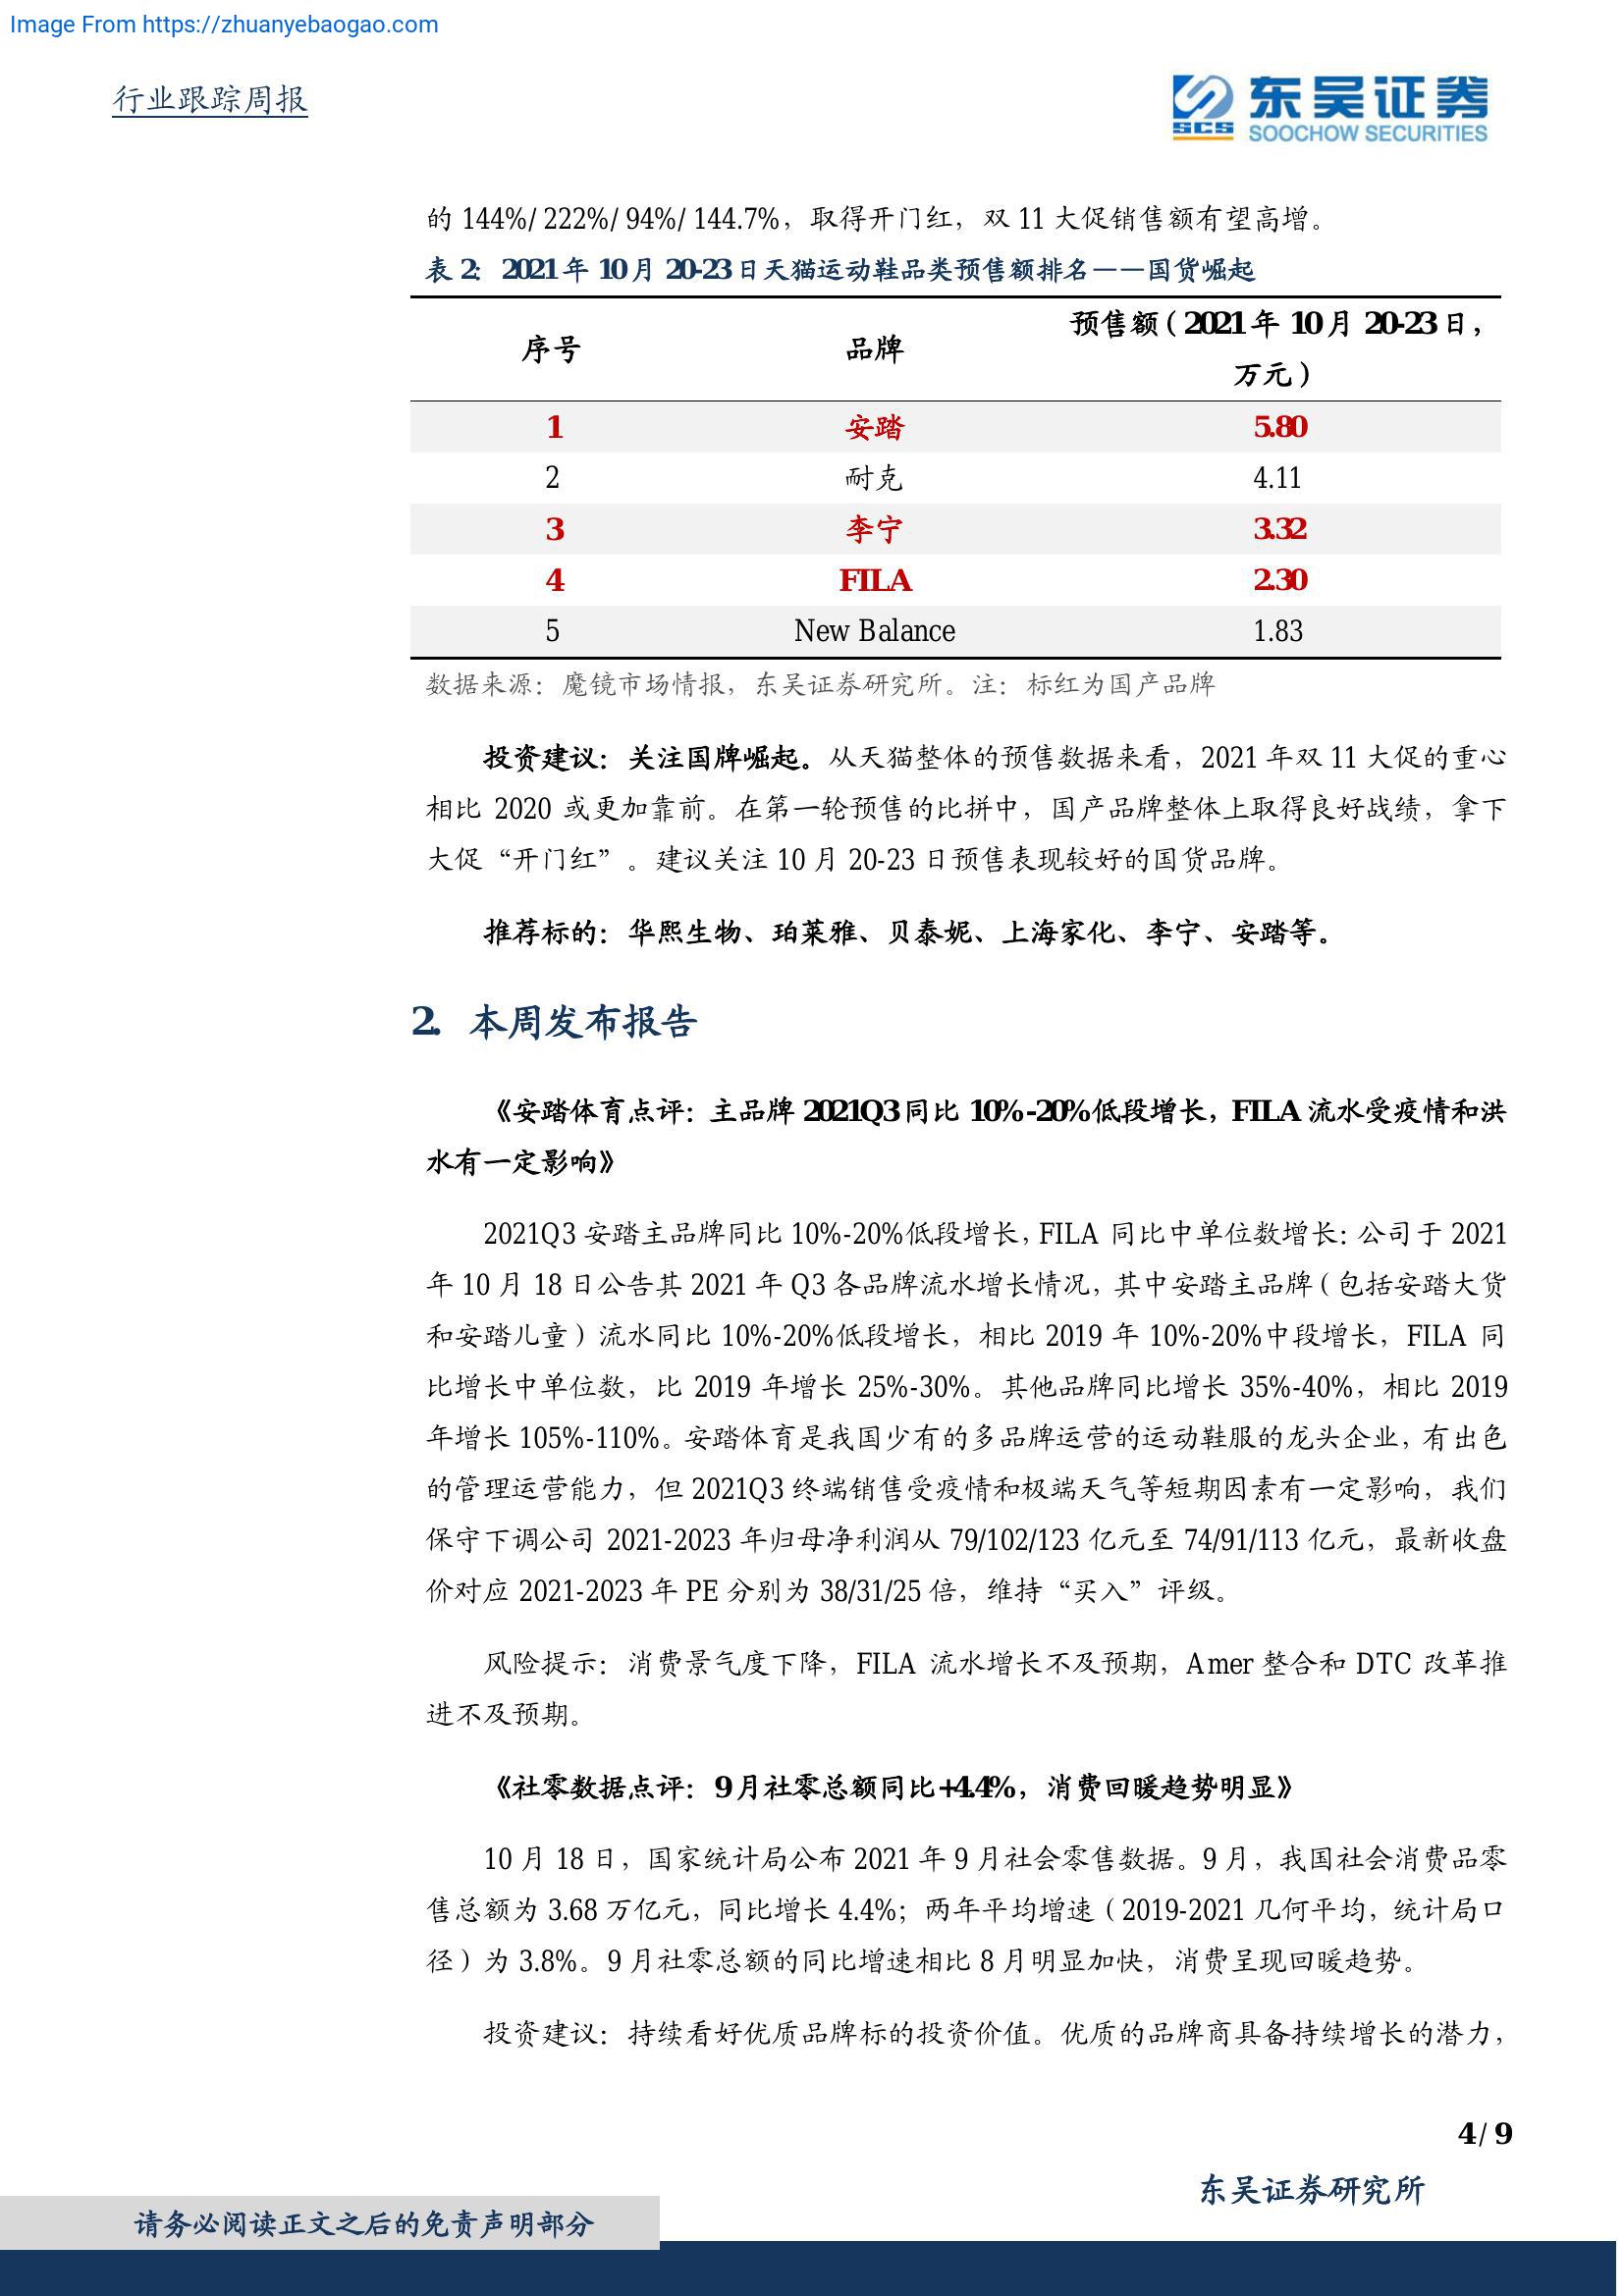 Image From https://zhuanyebaogao.com
行业跟踪周报
东吴证券
SCS
SOOCHOW SECURITIES
的 144%/ 222%/ 94%/ 144.7%，取得开门红，双 11 大促销售额有望高增。
表 2：2021 年 10 月 20-23 日天猫运动鞋品类预售额排名——国货崛起
序号 品牌 预售额（2021 年 10 月 20-23 日，
万元）
1 安踏 5.80
2 耐克 4.11
3 李宁 3.32
4 FILA 2.30
5 New Balance 1.83
数据来源：魔镜市场情报，东吴证券研究所。注：标红为国产品牌
投资建议：关注国牌崛起。从天猫整体的预售数据来看，2021 年双 11 大促的重心
相比 2020 或更加靠前。在第一轮预售的比拼中，国产品牌整体上取得良好战绩，拿下
大促“开门红”。建议关注 10 月 20-23 日预售表现较好的国货品牌。
推荐标的：华熙生物、珀莱雅、贝泰妮、上海家化、李宁、安踏等。
2. 本周发布报告
《安踏体育点评：主品牌 2021Q3 同比 10%-20%低段增长，FILA 流水受疫情和洪
水有一定影响》
2021Q3 安踏主品牌同比 10%-20%低段增长，FILA 同比中单位数增长：公司于 2021
年 10 月 18 日公告其 2021 年 Q3 各品牌流水增长情况，其中安踏主品牌（包括安踏大货
和安踏儿童）流水同比 10%-20%低段增长，相比 2019 年 10%-20%中段增长，FILA 同
比增长中单位数，比 2019 年增长 25%-30%。其他品牌同比增长 35%-40%，相比 2019
年增长 105%-110%。安踏体育是我国少有的多品牌运营的运动鞋服的龙头企业，有出色
的管理运营能力，但 2021Q3 终端销售受疫情和极端天气等短期因素有一定影响，我们
保守下调公司 2021-2023 年归母净利润从 79/102/123 亿元至 74/91/113 亿元，最新收盘
价对应 2021-2023 年 PE 分别为 38/31/25 倍，维持“买入”评级。
风险提示：消费景气度下降，FILA 流水增长不及预期，Amer 整合和 DTC 改革推
进不及预期。
《社零数据点评：9 月社零总额同比+4.4%，消费回暖趋势明显》
10 月 18 日，国家统计局公布 2021 年 9 月社会零售数据。9 月，我国社会消费品零
售总额为 3.68 万亿元，同比增长 4.4%；两年平均增速（2019-2021 几何平均，统计局口
径）为 3.8%。9 月社零总额的同比增速相比 8 月明显加快，消费呈现回暖趋势。
投资建议：持续看好优质品牌标的投资价值。优质的品牌商具备持续增长的潜力，
4 / 9
东吴证券研究所
请务必阅读正文之后的免责声明部分